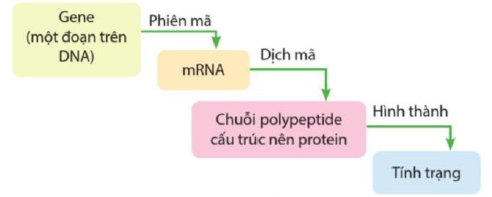 Gene
(một đoạn trên
DNA)
Phiên mã
mRNA
Dịch mã
Chuỗi polypeptide
cấu trúc nên protein
Hình thành
Tính trạng